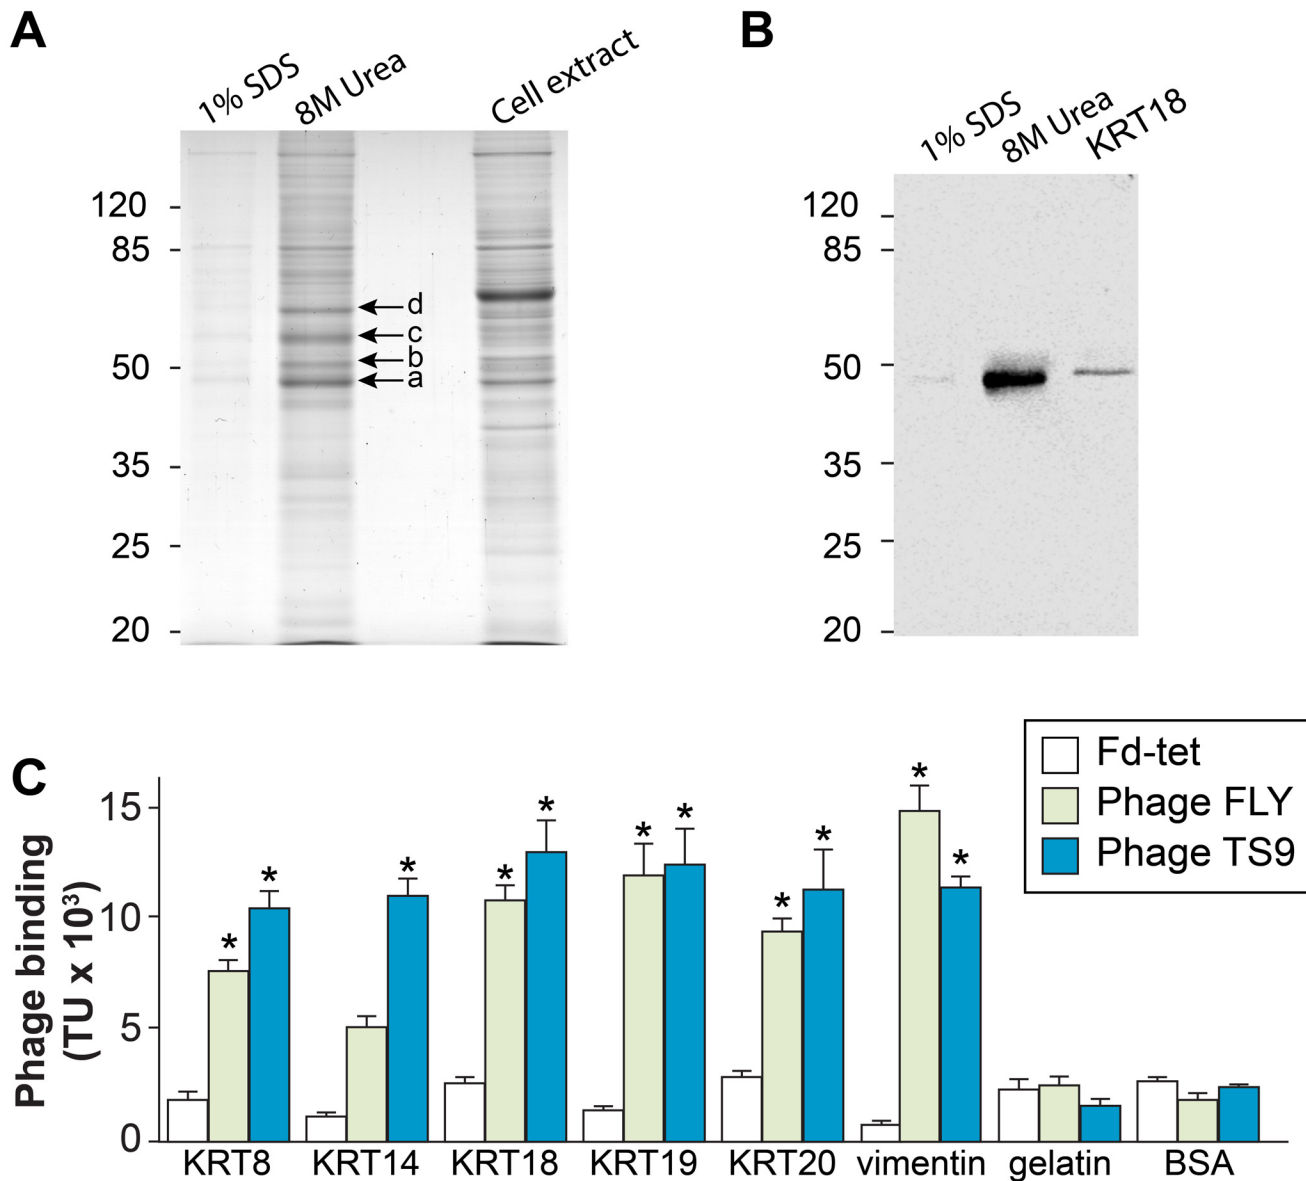 A
1% SDS
8M Urea
Cell extract
120
85
50
35
25
20
d
c
b
a
B
1% SDS
8M Urea
KRT18
120
85
50
35
25
20
C
Phage binding
(TU x 10³)
15
10
5
0
* * * * * * * * * * *
KRT8 KRT14 KRT18 KRT19 KRT20 vimentin gelatin BSA
Fd-tet
Phage FLY
Phage TS9